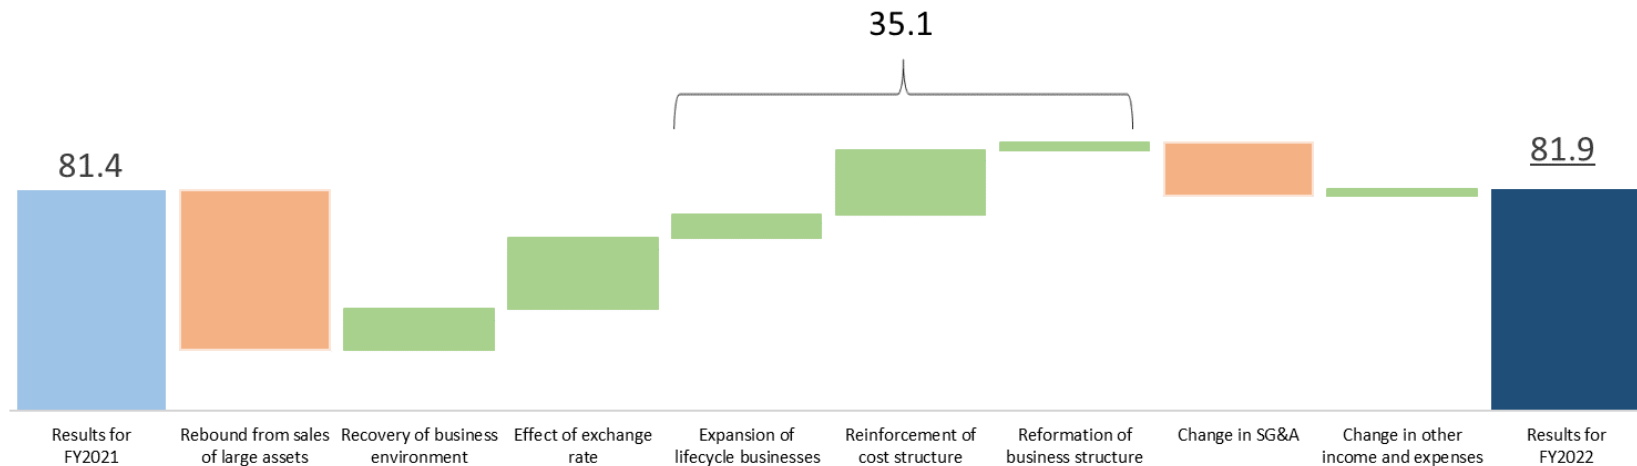 35.1
81.4
81.9
Results for
FY2021
Rebound from sales
of large assets
Recovery of business
environment
Effect of exchange
rate
Expansion of
lifecycle businesses
Reinforcement of
cost structure
Reformation of
business structure
Change in SG&A
Change in other
income and expenses
Results for
FY2022